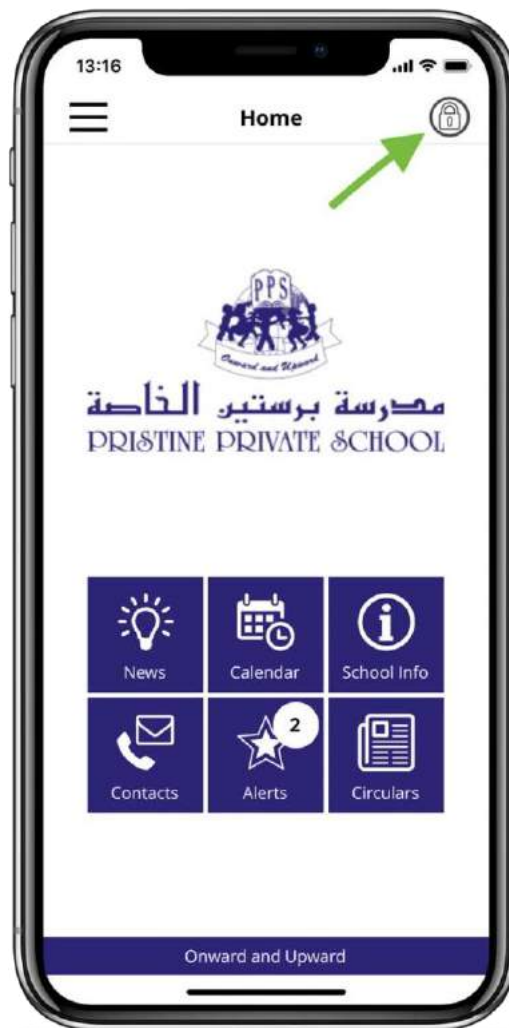 13:16
Home
PPS
Onward and Upward
مدرسة برستين الخاصة
PRISTINE PRIVATE SCHOOL
News
Calendar
School Info
Contacts
2
Alerts
Circulars
Onward and Upward